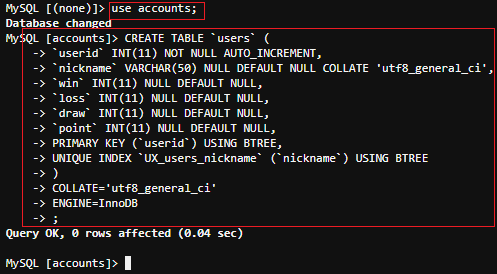 MySQL [(none)]> use accounts;
Database changed
MySQL [accounts]> CREATE TABLE `users` (
-> `userid` INT(11) NOT NULL AUTO_INCREMENT,
-> `nickname` VARCHAR(50) NULL DEFAULT NULL COLLATE 'utf8_general_ci',
-> `win` INT(11) NULL DEFAULT NULL,
-> `loss` INT(11) NULL DEFAULT NULL,
-> `draw` INT(11) NULL DEFAULT NULL,
-> `point` INT(11) NULL DEFAULT NULL,
-> PRIMARY KEY (`userid`) USING BTREE,
-> UNIQUE INDEX `UX_users_nickname` (`nickname`) USING BTREE
-> )
-> COLLATE='utf8_general_ci'
-> ENGINE=InnoDB
-> ;
Query OK, 0 rows affected (0.04 sec)
MySQL [accounts]>